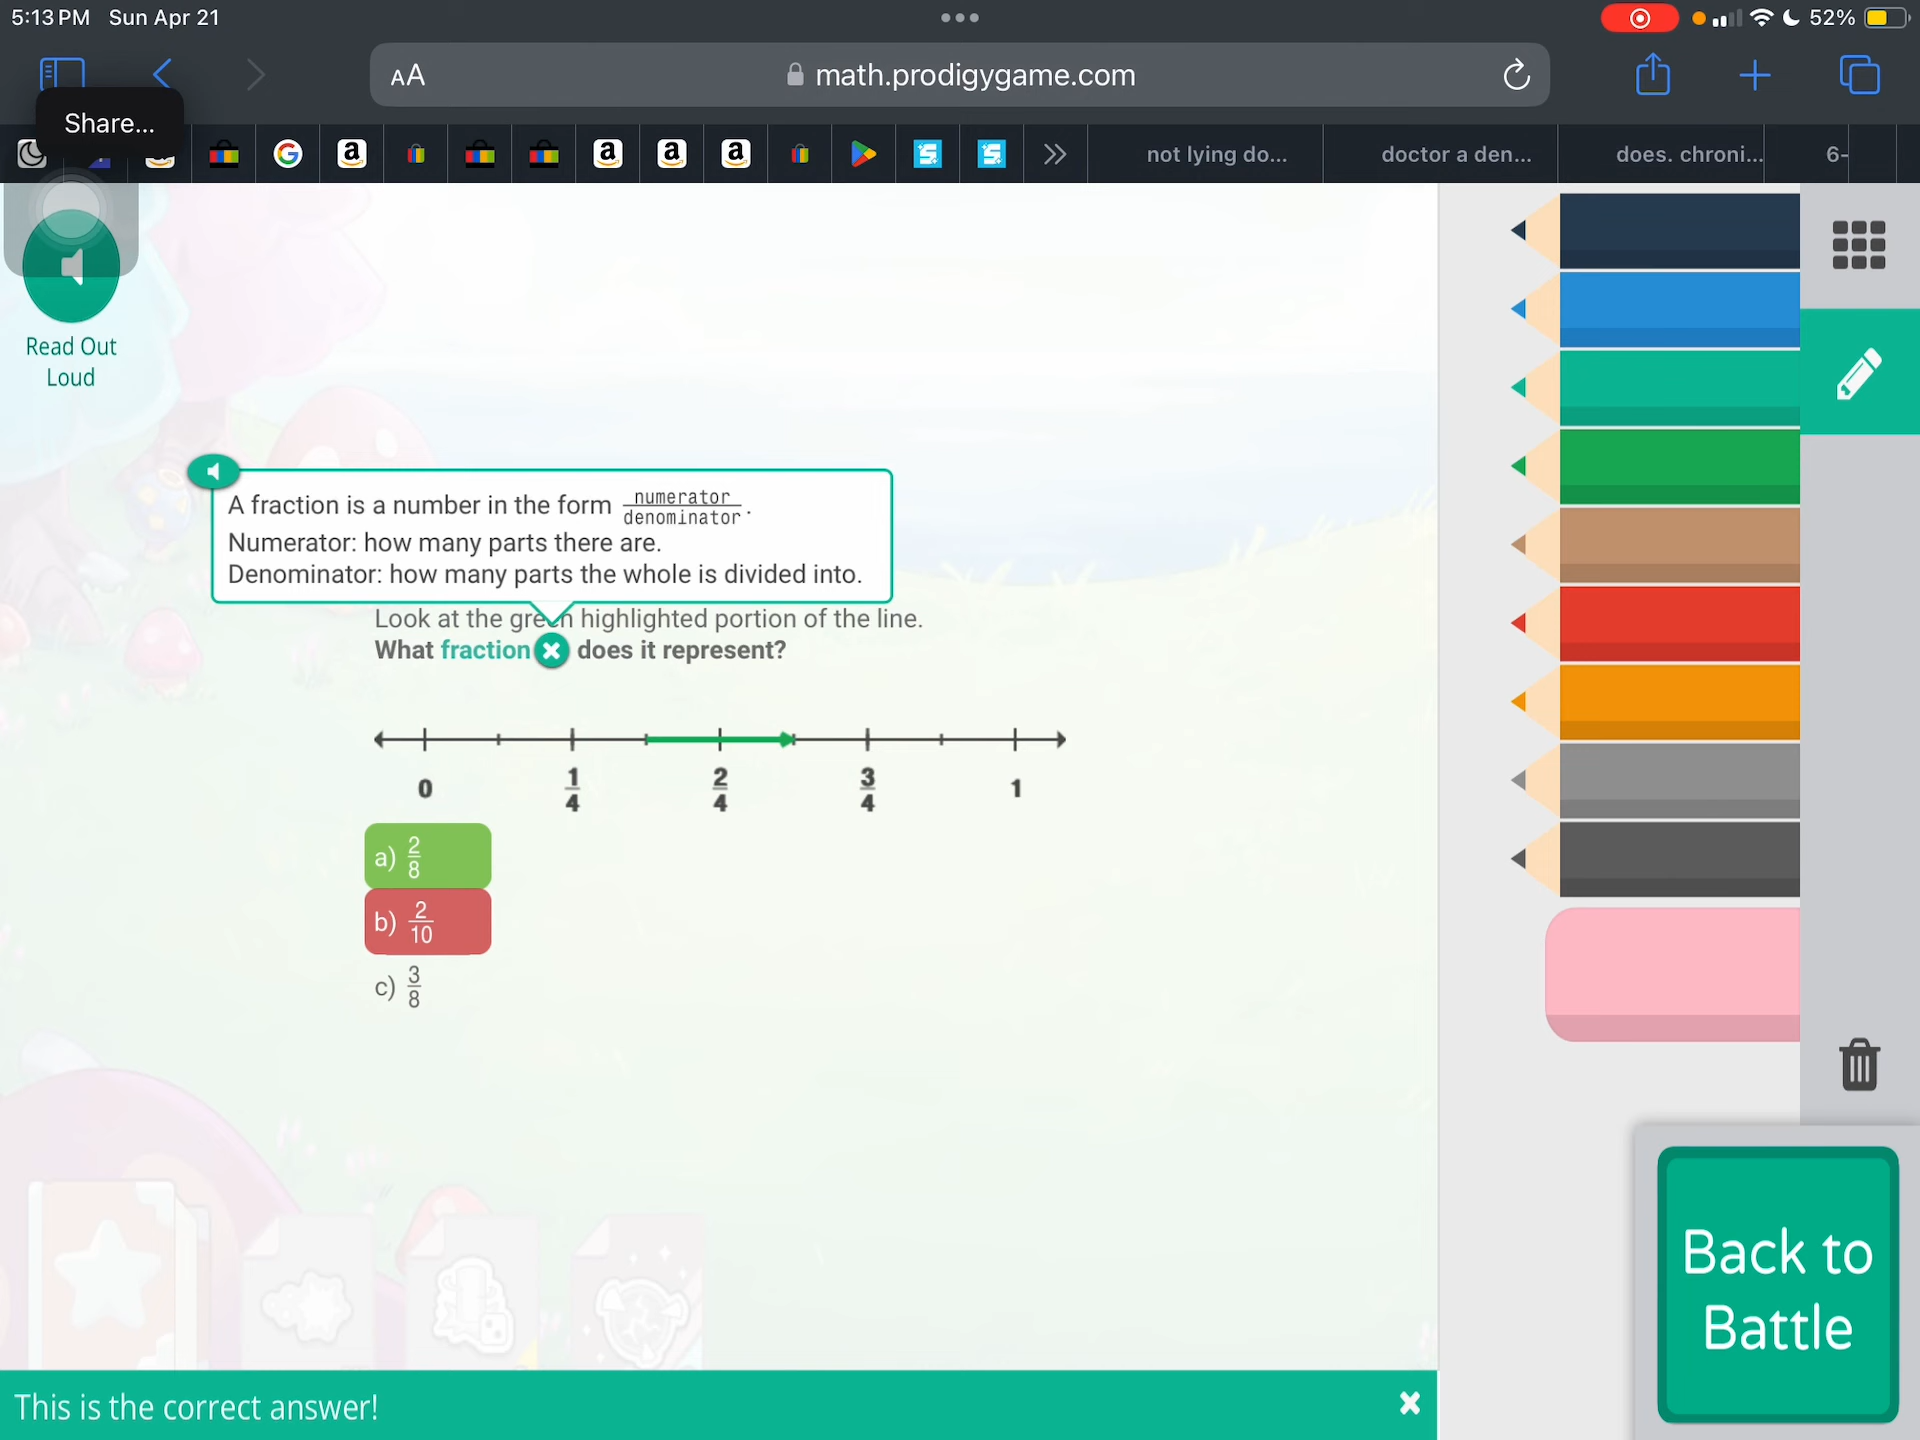 5:13 PM Sun Apr 21
52%
AA
math.prodigygame.com
Share...
not lying do...
doctor a den...
does. chroni...
6-
Read Out
Loud
A fraction is a number in the form numerator/denominator.
Numerator: how many parts there are.
Denominator: how many parts the whole is divided into.
Look at the green highlighted portion of the line.
What fraction does it represent?
0 1/4 2/4 3/4 1
a) 2/8
b) 2/10
c) 3/8
Back to
Battle
This is the correct answer!